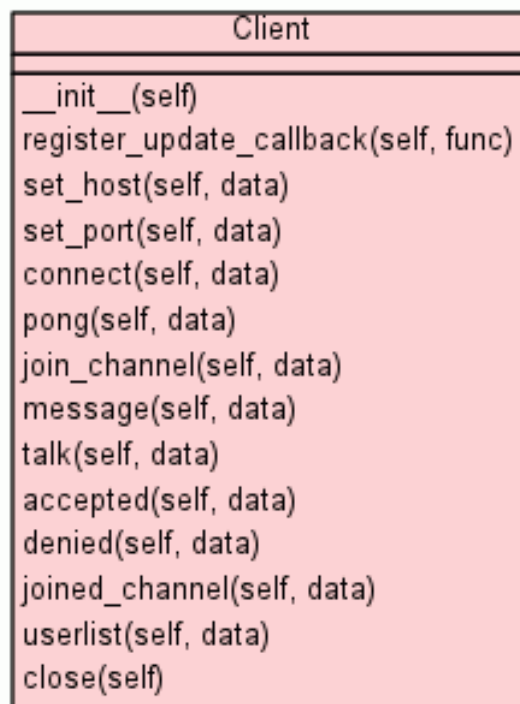 Client
__init__(self)
register_update_callback(self, func)
set_host(self, data)
set_port(self, data)
connect(self, data)
pong(self, data)
join_channel(self, data)
message(self, data)
talk(self, data)
accepted(self, data)
denied(self, data)
joined_channel(self, data)
userlist(self, data)
close(self)